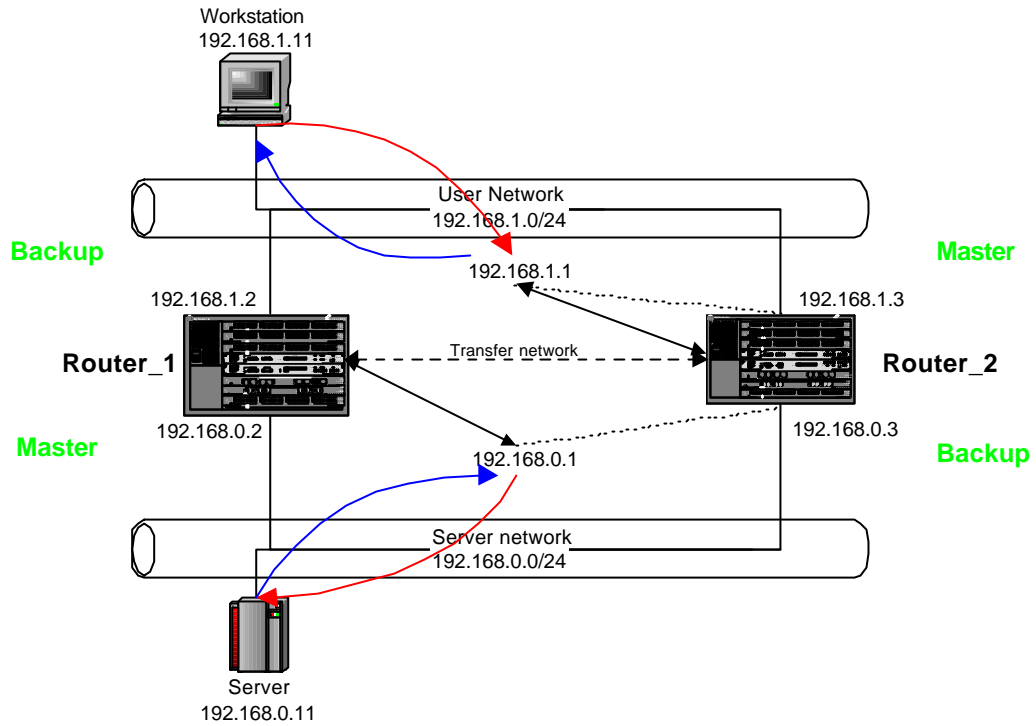 Workstation
192.168.1.11
User Network
192.168.1.0/24
Backup
Master
192.168.1.1
192.168.1.2
192.168.1.3
Router_1
Transfer network
Router_2
192.168.0.2
192.168.0.3
Master
Backup
192.168.0.1
Server network
192.168.0.0/24
Server
192.168.0.11